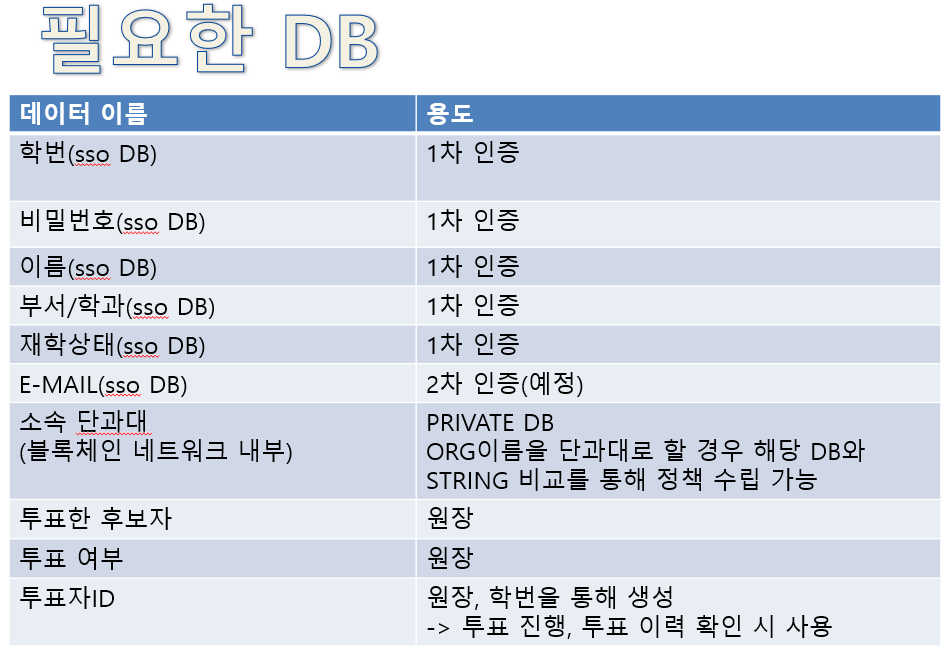 필요한 DB
데이터 이름 용도
학번(sso DB) 1차 인증
비밀번호(sso DB) 1차 인증
이름(sso DB) 1차 인증
부서/학과(sso DB) 1차 인증
재학상태(sso DB) 1차 인증
E-MAIL(sso DB) 2차 인증(예정)
소속 단과대
(블록체인 네트워크 내부)
PRIVATE DB
ORG이름을 단과대로 할 경우 해당 DB와
STRING 비교를 통해 정책 수립 가능
투표한 후보자 원장
투표 여부 원장
투표자ID
원장, 학번을 통해 생성
-> 투표 진행, 투표 이력 확인 시 사용